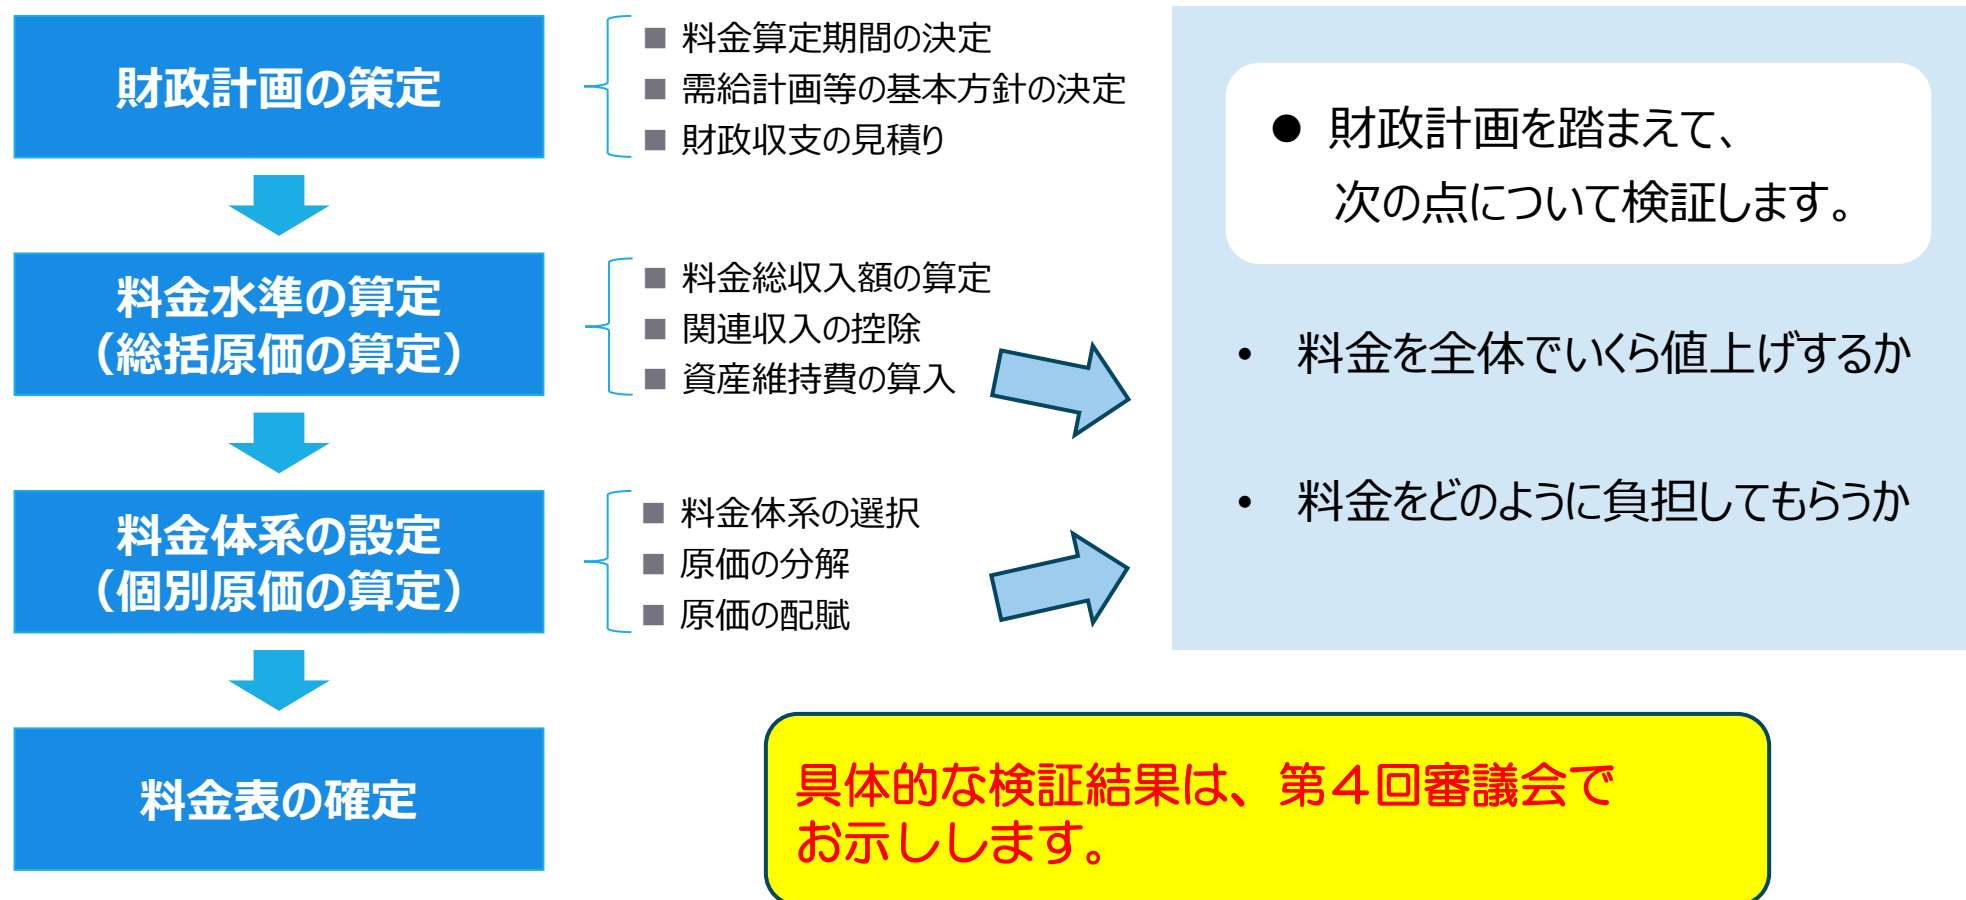 財政計画の策定
■ 料金算定期間の決定
■ 需給計画等の基本方針の決定
■ 財政収支の見積り
料金水準の算定
（総括原価の算定）
■ 料金総収入額の算定
■ 関連収入の控除
■ 資産維持費の算入
料金体系の設定
（個別原価の算定）
■ 料金体系の選択
■ 原価の分解
■ 原価の配賦
料金表の確定
● 財政計画を踏まえて、
次の点について検証します。
• 料金を全体でいくら値上げするか
• 料金をどのように負担してもらうか
具体的な検証結果は、第４回審議会で
お示しします。